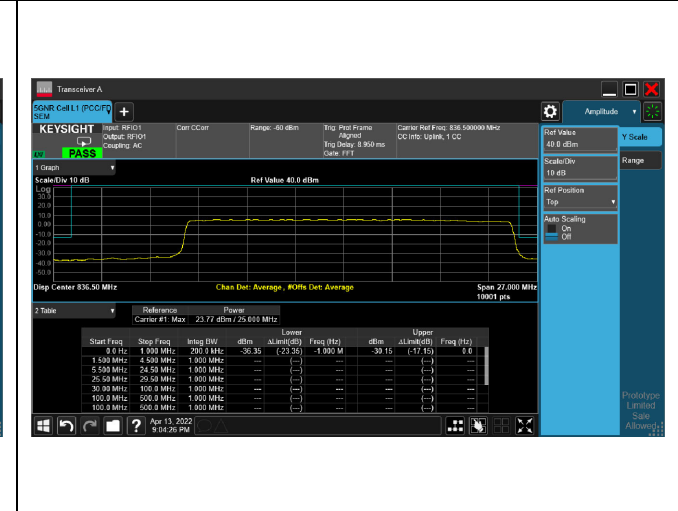 Transceiver A
5GNR Cell L1 (PCC/FD
SEM
+
Amplitude
KEYSIGHT
PASS
Input: RFIO1
Output: RFIO1
Coupling: AC
Corr CCorr
Range: -60 dBm
Trig: Prot Frame
Aligned
Trig Delay: 8.950 ms
Gate: FFT
Carrier Ref Freq: 836.500000 MHz
CC Info: Uplink, 1 CC
Ref Value
40.0 dBm
Y Scale
Scale/Div
10 dB
Range
Ref Position
Top
Auto Scaling
On
Off
1 Graph
Scale/Div 10 dB
Ref Value 40.0 dBm
Log
30.0
20.0
10.0
0.00
-10.0
-20.0
-30.0
-40.0
-50.0
Disp Center 836.50 MHz
Chan Det: Average , #Offs Det: Average
Span 27.000 MHz
10001 pts
2 Table
Reference Power
Carrier #1: Max 23.77 dBm / 25.000 MHz
Lower Upper
Start Freq Stop Freq Integ BW dBm ΔLimit(dB) Freq (Hz) dBm ΔLimit(dB) Freq (Hz)
0.0 Hz 1.000 MHz 200.0 kHz -36.35 (-23.35) -1.000 M -30.15 (-17.15) 0.0
1.500 MHz 4.500 MHz 1.000 MHz --- (---) --- --- (---) ---
5.500 MHz 24.50 MHz 1.000 MHz --- (---) --- --- (---) ---
25.50 MHz 29.50 MHz 1.000 MHz --- (---) --- --- (---) ---
30.00 MHz 100.0 MHz 1.000 MHz --- (---) --- --- (---) ---
100.0 MHz 500.0 MHz 1.000 MHz --- (---) --- --- (---) ---
100.0 MHz 500.0 MHz 1.000 MHz --- (---) --- --- (---) ---
Prototype
Limited
Sale
Allowed
?
Apr 13, 2022
9:04:26 PM